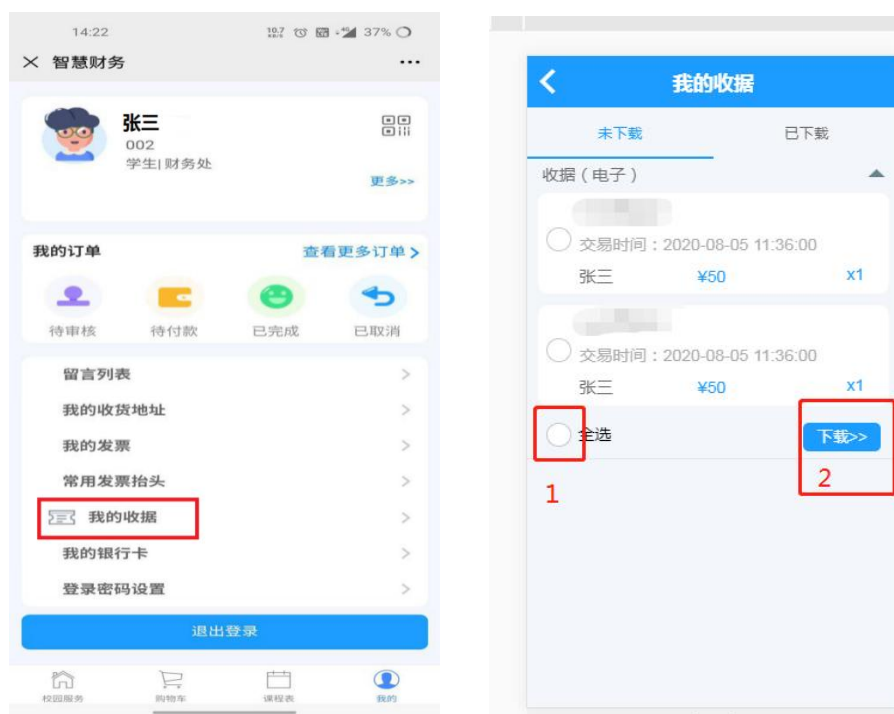 14:22
37%
智慧财务
张三
002
学生|财务处
更多>>
我的订单
查看更多订单 >
待审核
待付款
已完成
已取消
留言列表 >
我的收货地址 >
我的发票 >
常用发票抬头 >
我的收据 >
我的银行卡 >
登录密码设置 >
退出登录
校园服务
购物车
课程表
我的
我的收据
未下载
已下载
收据（电子）
交易时间：2020-08-05 11:36:00
张三 ¥50 x1
交易时间：2020-08-05 11:36:00
张三 ¥50 x1
全选
下载>>
1
2